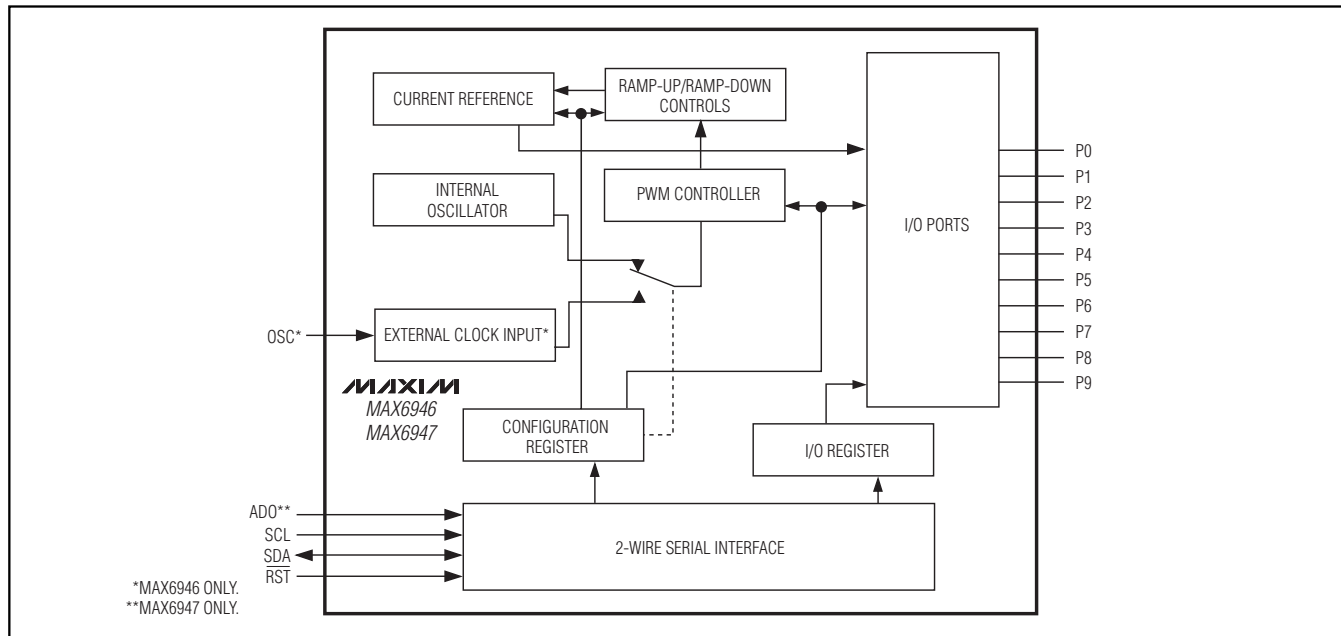 CURRENT REFERENCE
RAMP-UP/RAMP-DOWN
CONTROLS
INTERNAL
OSCILLATOR
PWM CONTROLLER
I/O PORTS
P0
P1
P2
P3
P4
P5
P6
P7
P8
P9
OSC*
EXTERNAL CLOCK INPUT*
MAXIM
MAX6946
MAX6947
CONFIGURATION
REGISTER
I/O REGISTER
AD0**
SCL
SDA
RST
2-WIRE SERIAL INTERFACE
*MAX6946 ONLY.
**MAX6947 ONLY.